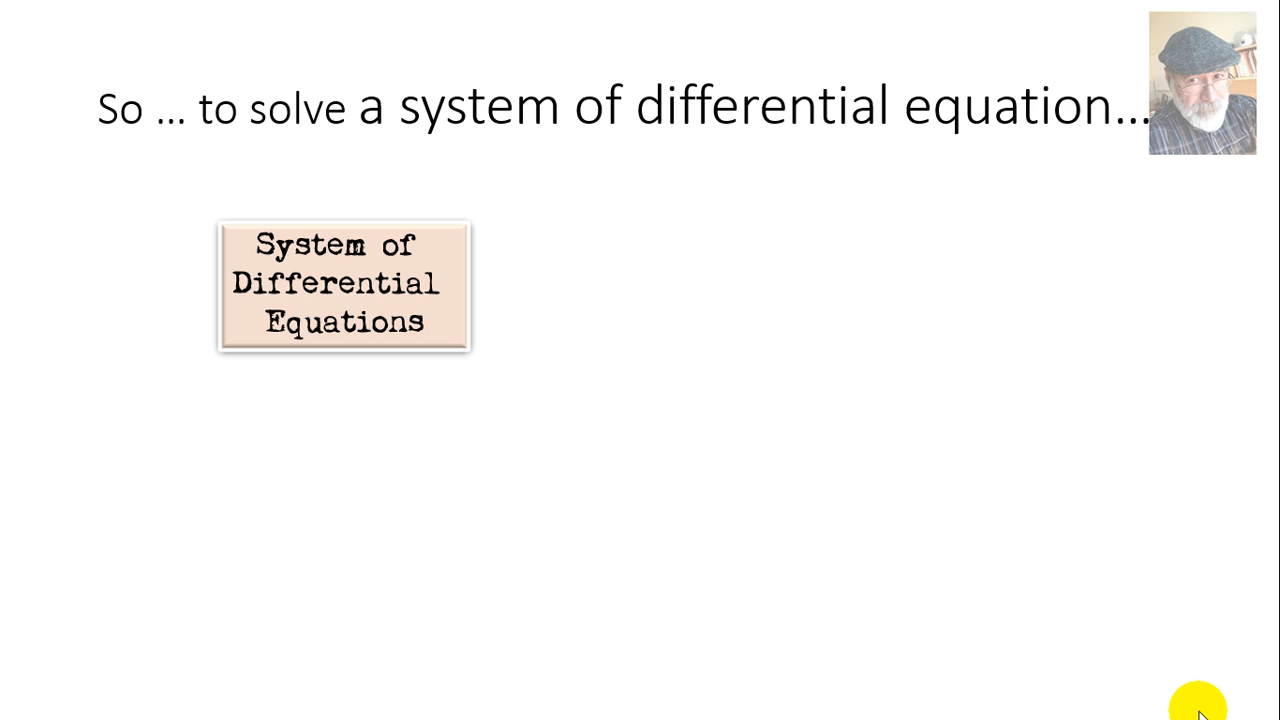 So ... to solve a system of differential equation...
System of
Differential
Equations